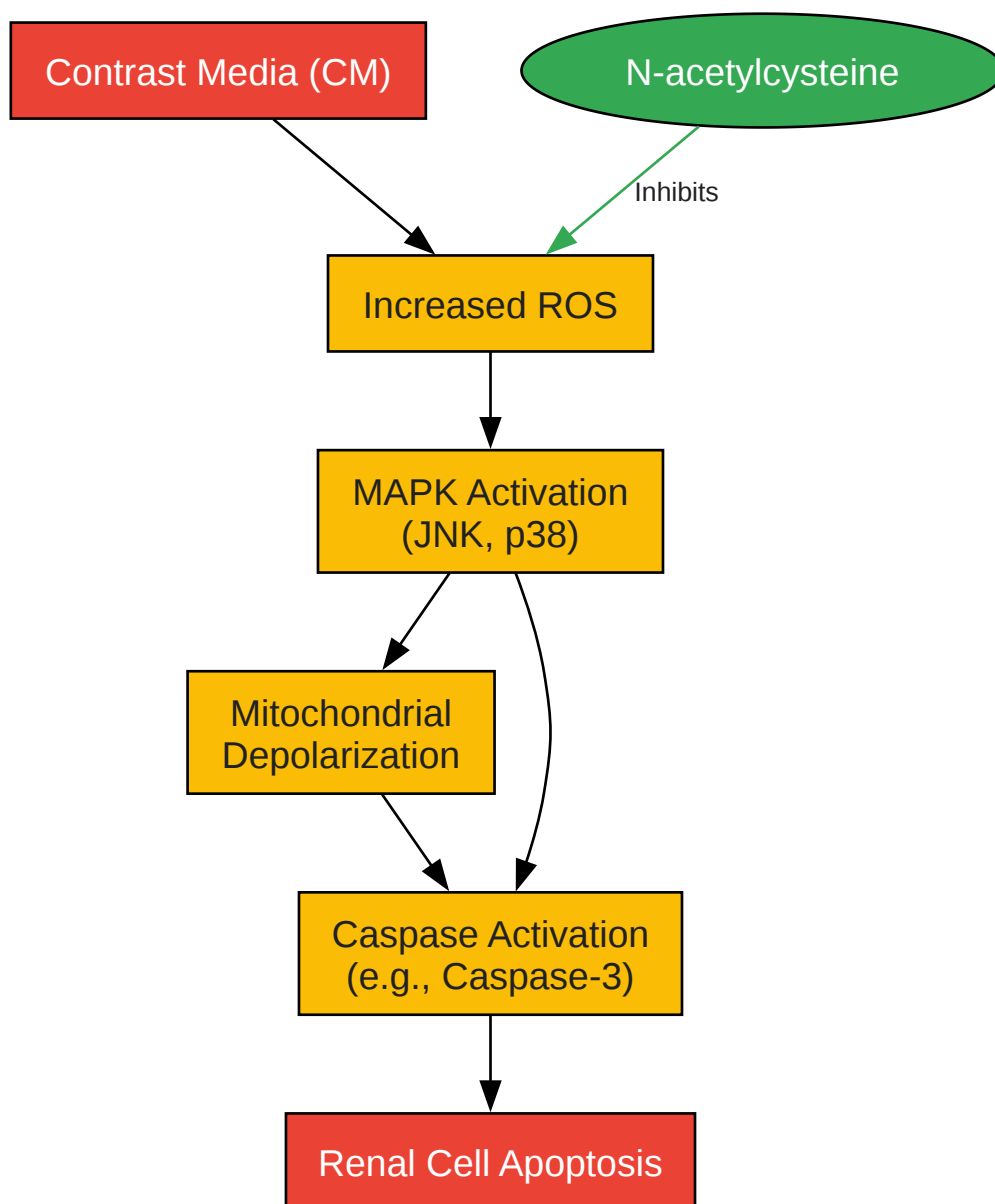 Contrast Media (CM)
N-acetylcysteine
Inhibits
Increased ROS
MAPK Activation
(JNK, p38)
Mitochondrial
Depolarization
Caspase Activation
(e.g., Caspase-3)
Renal Cell Apoptosis